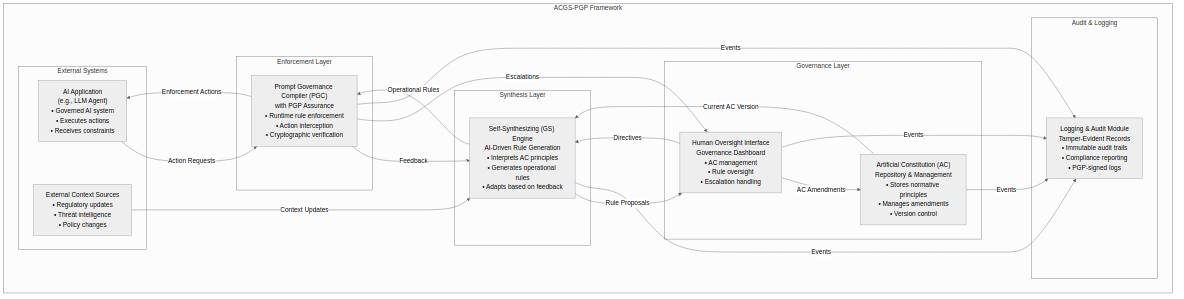 ACGS-PGP Framework
External Systems
AI Application
(e.g., LLM Agent)
• Governed AI system
• Executes actions
• Receives constraints
External Context Sources
• Regulatory updates
• Threat intelligence
• Policy changes
Enforcement Actions
Action Requests
Context Updates
Enforcement Layer
Prompt Governance
Compiler (PGC)
with PGP Assurance
• Runtime rule enforcement
• Action interception
• Cryptographic verification
Operational Rules
Feedback
Escalations
Events
Synthesis Layer
Self-Synthesizing (GS)
Engine
AI-Driven Rule Generation
• Interprets AC principles
• Generates operational
rules
• Adapts based on feedback
Directives
Rule Proposals
Current AC Version
Governance Layer
Human Oversight Interface
Governance Dashboard
• AC management
• Rule oversight
• Escalation handling
AC Amendments
Artificial Constitution (AC)
Repository & Management
• Stores normative
principles
• Manages amendments
• Version control
Events
Events
Events
Audit & Logging
Logging & Audit Module
Tamper-Evident Records
• Immutable audit trails
• Compliance reporting
• PGP-signed logs